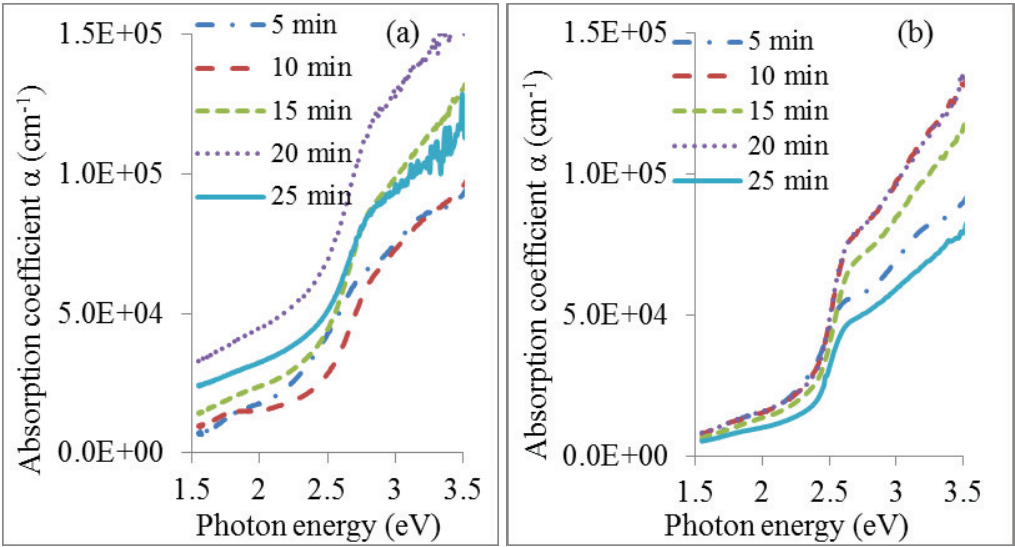 (a)
1.5E+05
1.0E+05
5.0E+04
0.0E+00
Absorption coefficient α (cm-1)
5 min
10 min
15 min
20 min
25 min
1.5 2 2.5 3 3.5
Photon energy (eV)
(b)
1.5E+05
1.0E+05
5.0E+04
0.0E+00
Absorption coefficient α (cm-1)
5 min
10 min
15 min
20 min
25 min
1.5 2 2.5 3 3.5
Photon energy (eV)